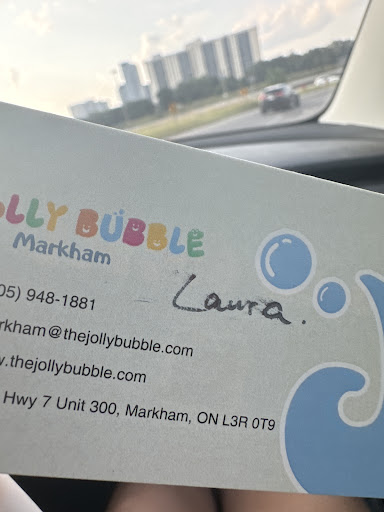 OLLY BUBBLE
Markham
Laura.
05) 948-1881
rkham@thejollybubble.com
w.thejollybubble.com
Hwy 7 Unit 300, Markham, ON L3R 0T9